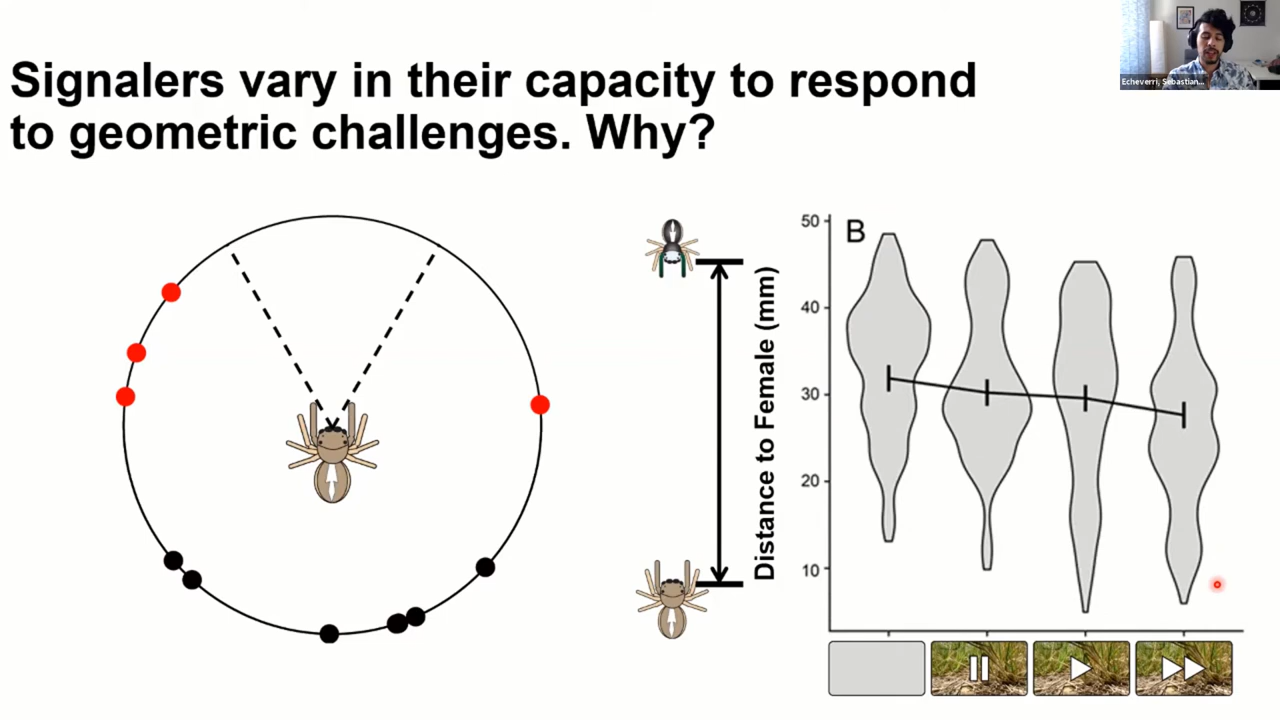 Signalers vary in their capacity to respond
to geometric challenges. Why?
Echeverri, Sebastian...
Distance to Female (mm)
B
50
40
30
20
10